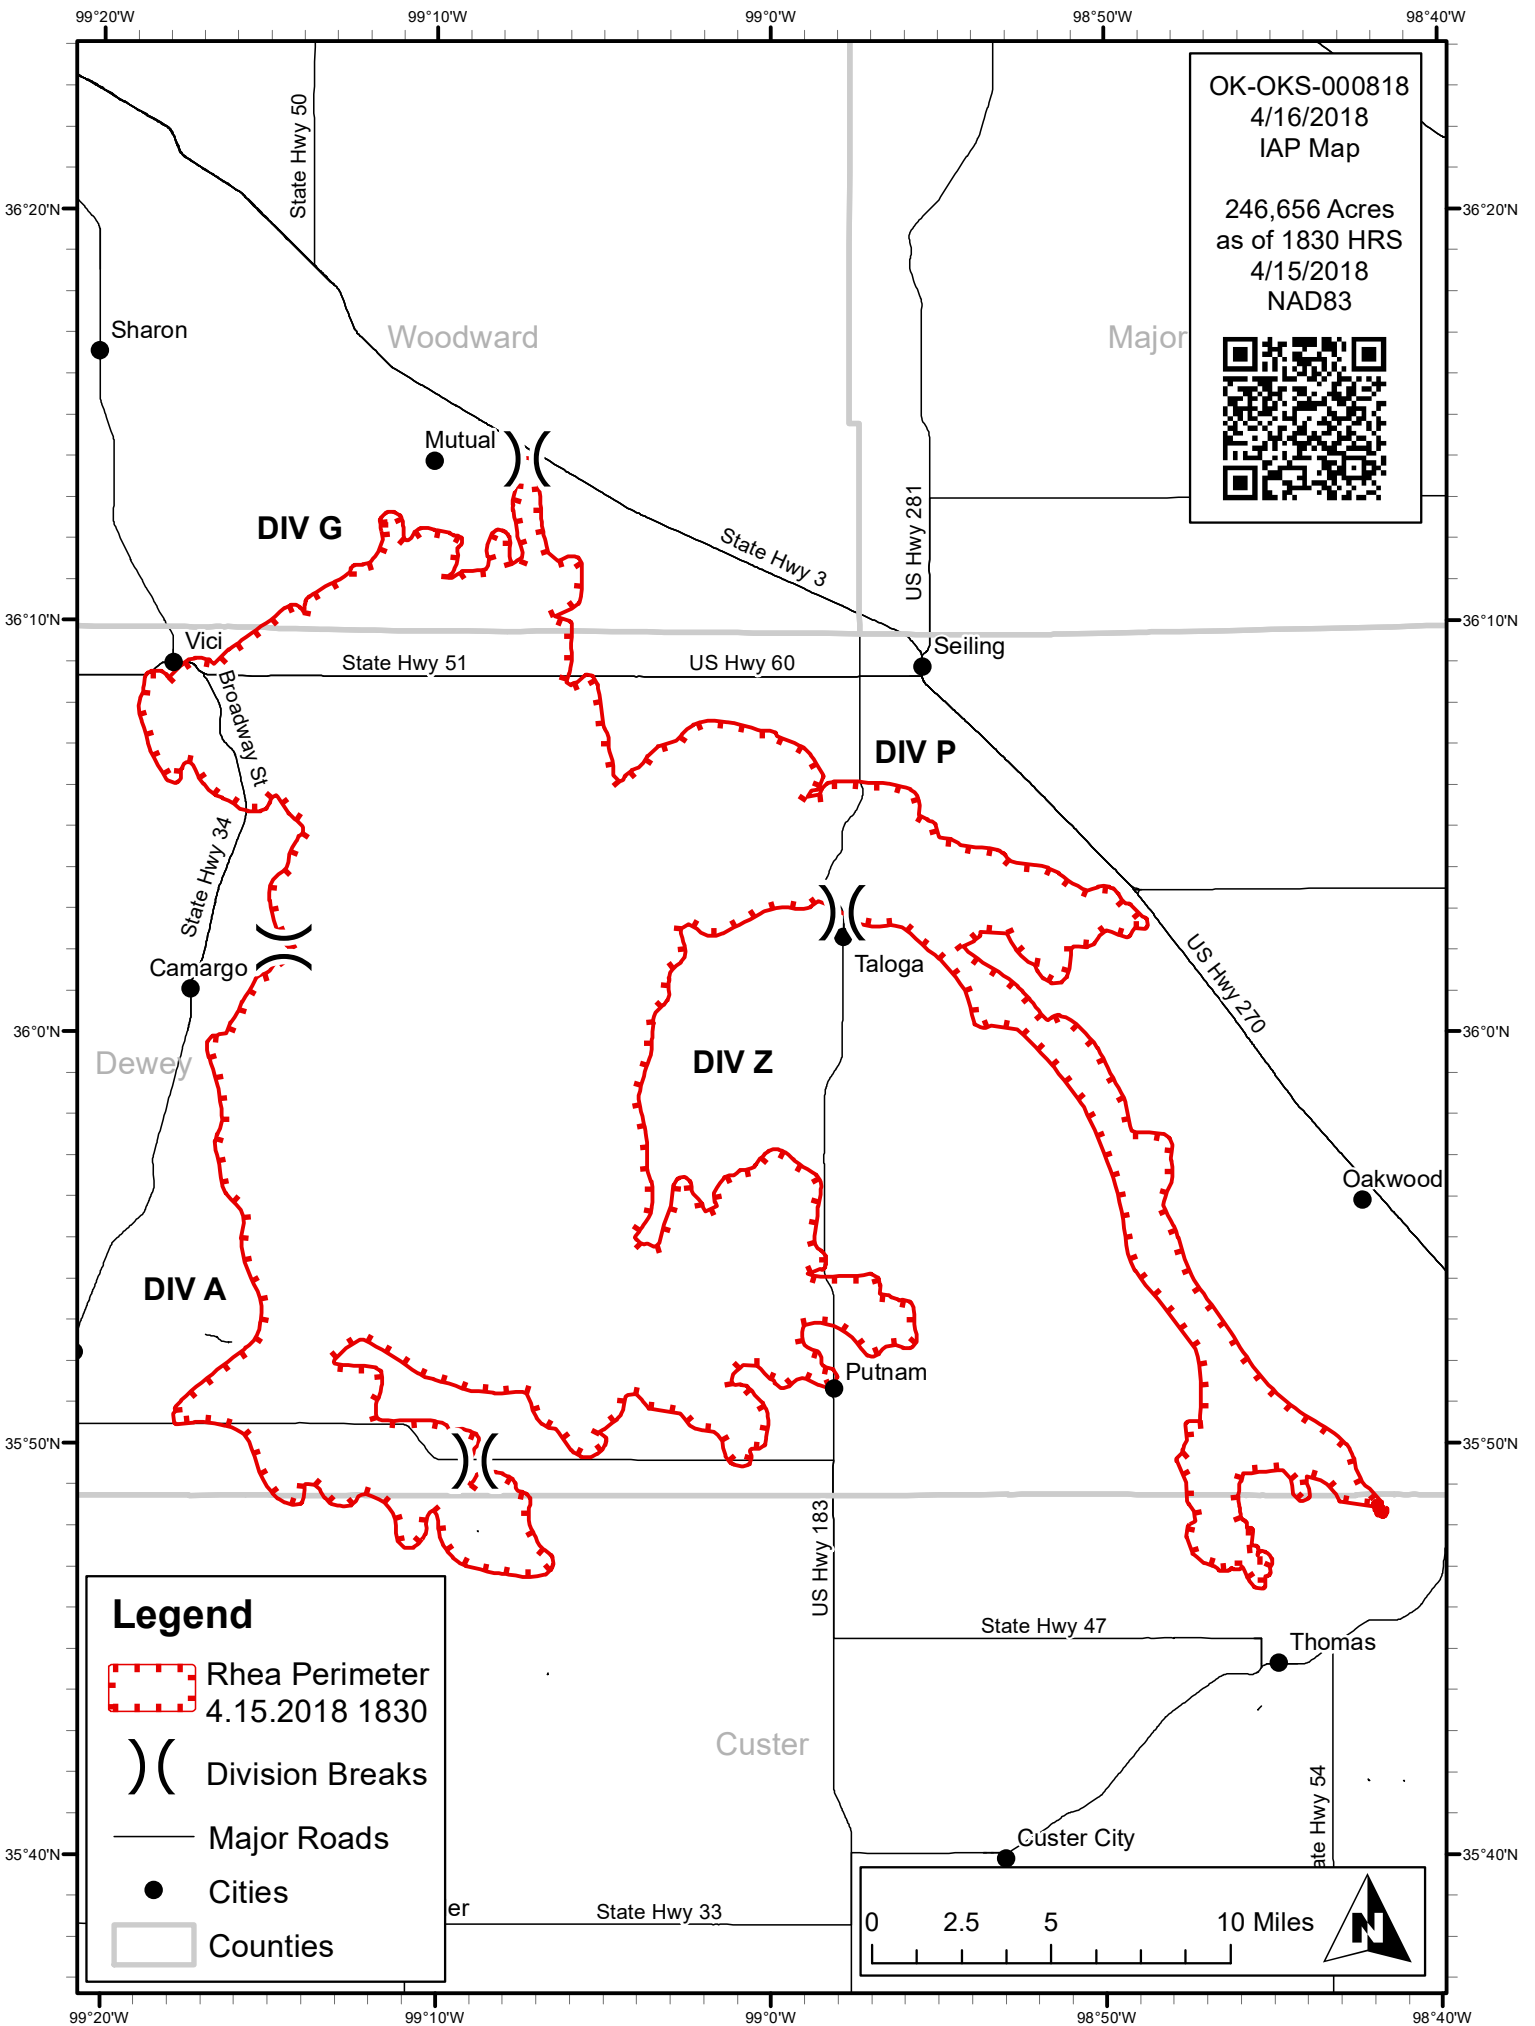 99°20'W 99°10'W 99°0'W 98°50'W 98°40'W
OK-OKS-000818
4/16/2018
IAP Map
246,656 Acres
as of 1830 HRS
4/15/2018
NAD83
State Hwy 50
36°20'N 36°20'N
Sharon
Woodward
Major
Mutual
DIV G
State Hwy 3
US Hwy 281
36°10'N 36°10'N
Vici
Seiling
State Hwy 51
US Hwy 60
Broadway St
DIV P
State Hwy 34
Camargo
Taloga
US Hwy 270
36°0'N 36°0'N
Dewey
DIV Z
Oakwood
DIV A
Putnam
35°50'N 35°50'N
US Hwy 183
State Hwy 47
Thomas
Custer
ate Hwy 54
Custer City
35°40'N 35°40'N
er
State Hwy 33
Legend
Rhea Perimeter
4.15.2018 1830
Division Breaks
Major Roads
Cities
Counties
0 2.5 5 10 Miles
N
99°20'W 99°10'W 99°0'W 98°50'W 98°40'W